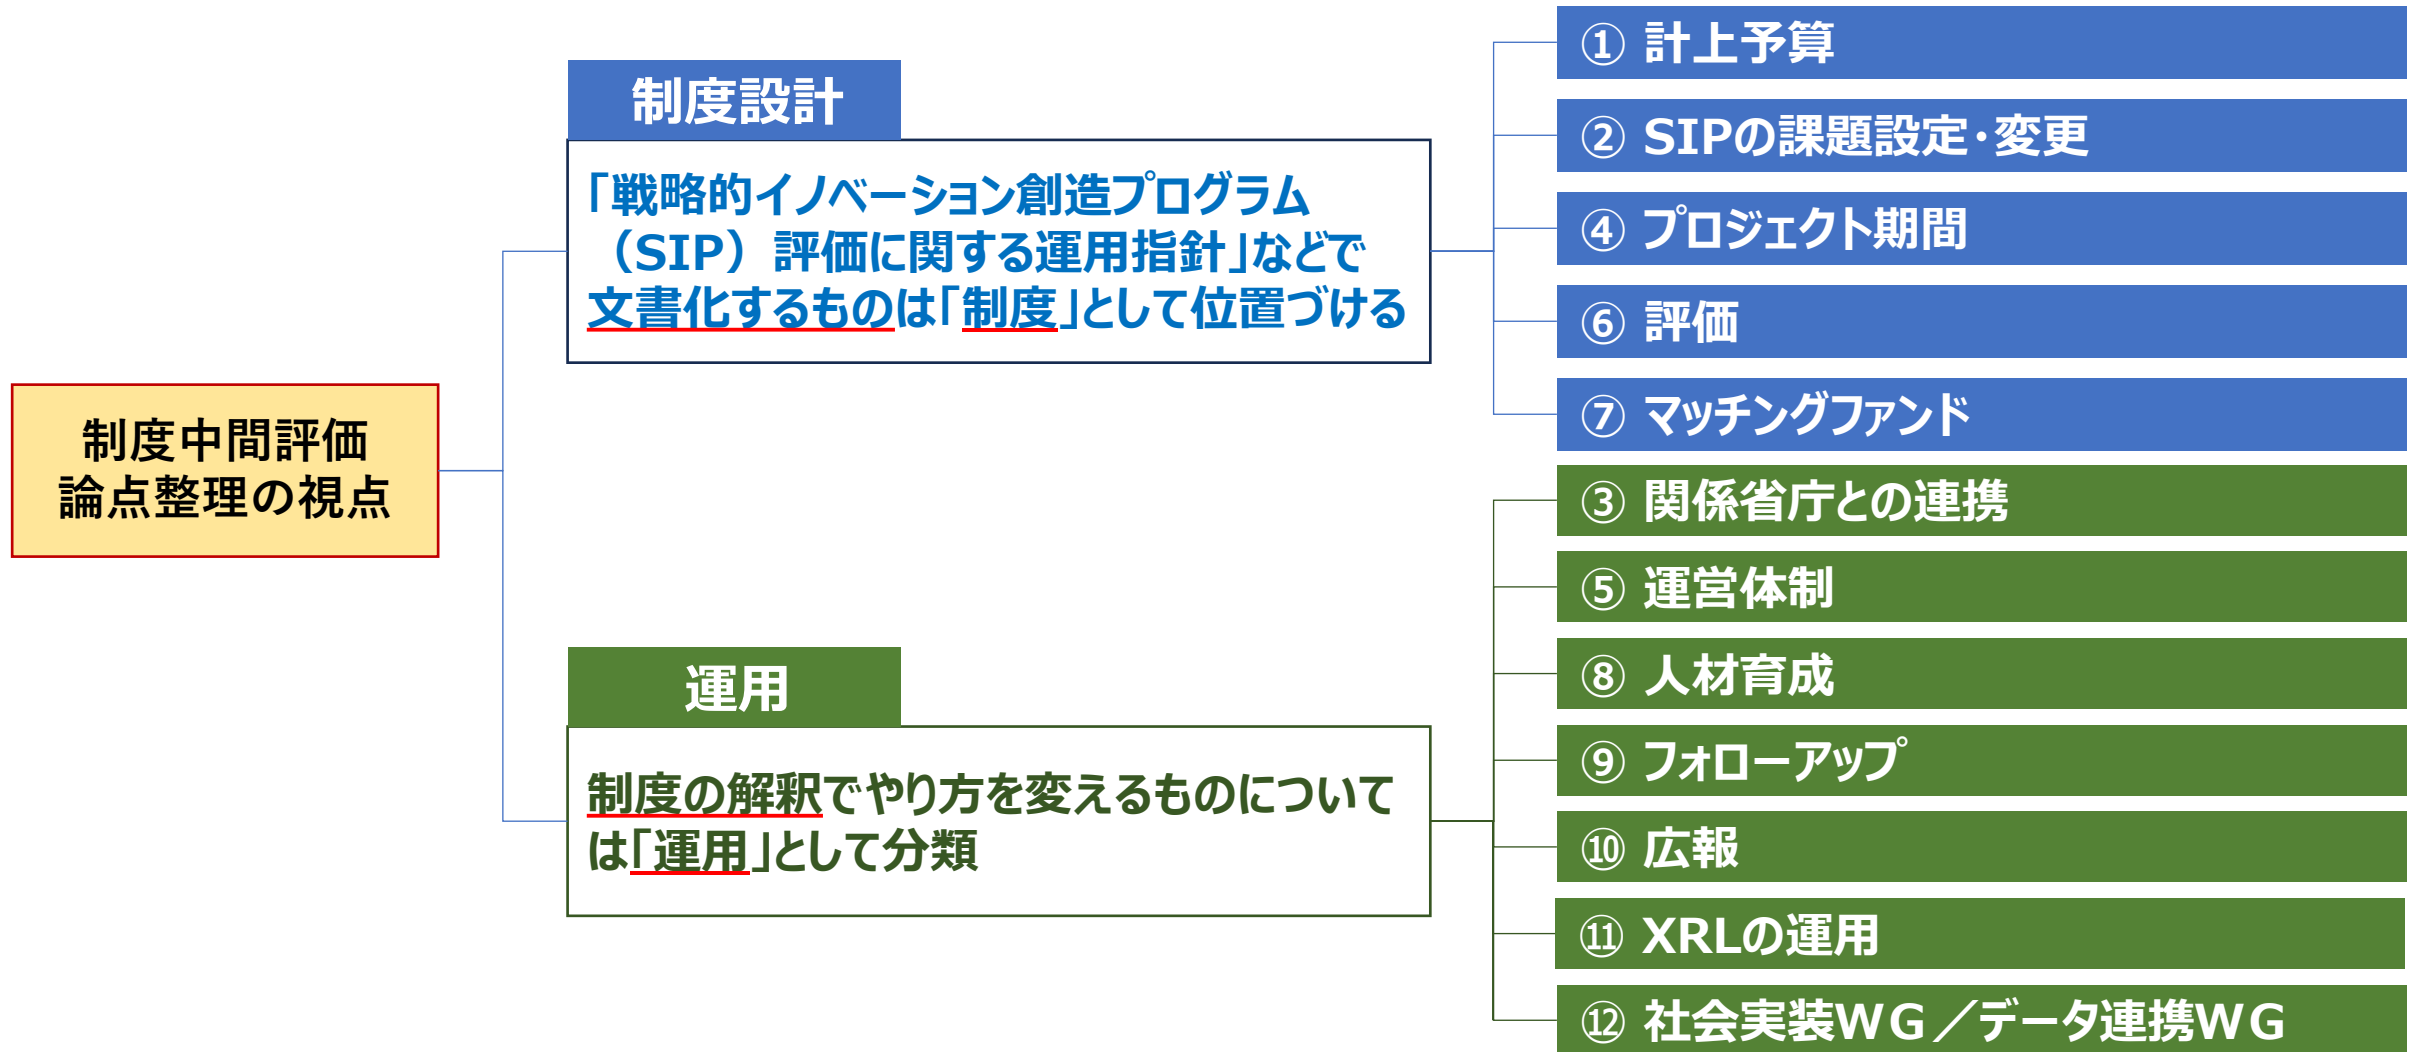 制度中間評価
論点整理の視点
制度設計
「戦略的イノベーション創造プログラム
（SIP）評価に関する運用指針」などで
文書化するものは「制度」として位置づける
① 計上予算
② SIPの課題設定・変更
④ プロジェクト期間
⑥ 評価
⑦ マッチングファンド
運用
制度の解釈でやり方を変えるものについて
は「運用」として分類
③ 関係省庁との連携
⑤ 運営体制
⑧ 人材育成
⑨ フォローアップ
⑩ 広報
⑪ XRLの運用
⑫ 社会実装ＷＧ／データ連携ＷＧ